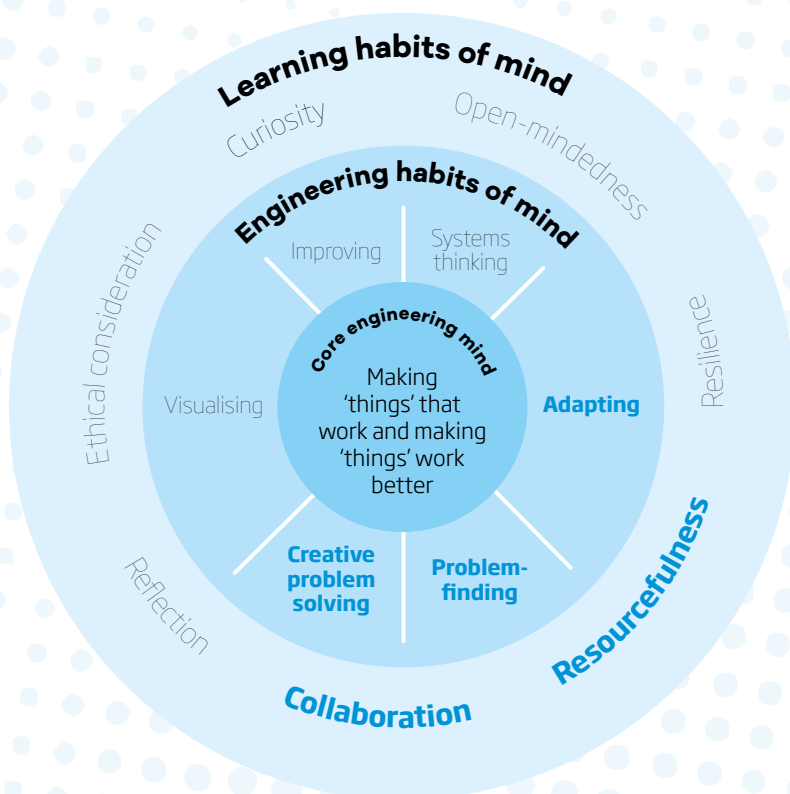 Learning habits of mind
Curiosity
Open-mindedness
Ethical consideration
Resilience
Reflection
Resourcefulness
Collaboration
Engineering habits of mind
Improving
Systems
thinking
Visualising
Adapting
Creative
problem
solving
Problem-
finding
Core engineering mind
Making
'things' that
work and making
'things' work
better